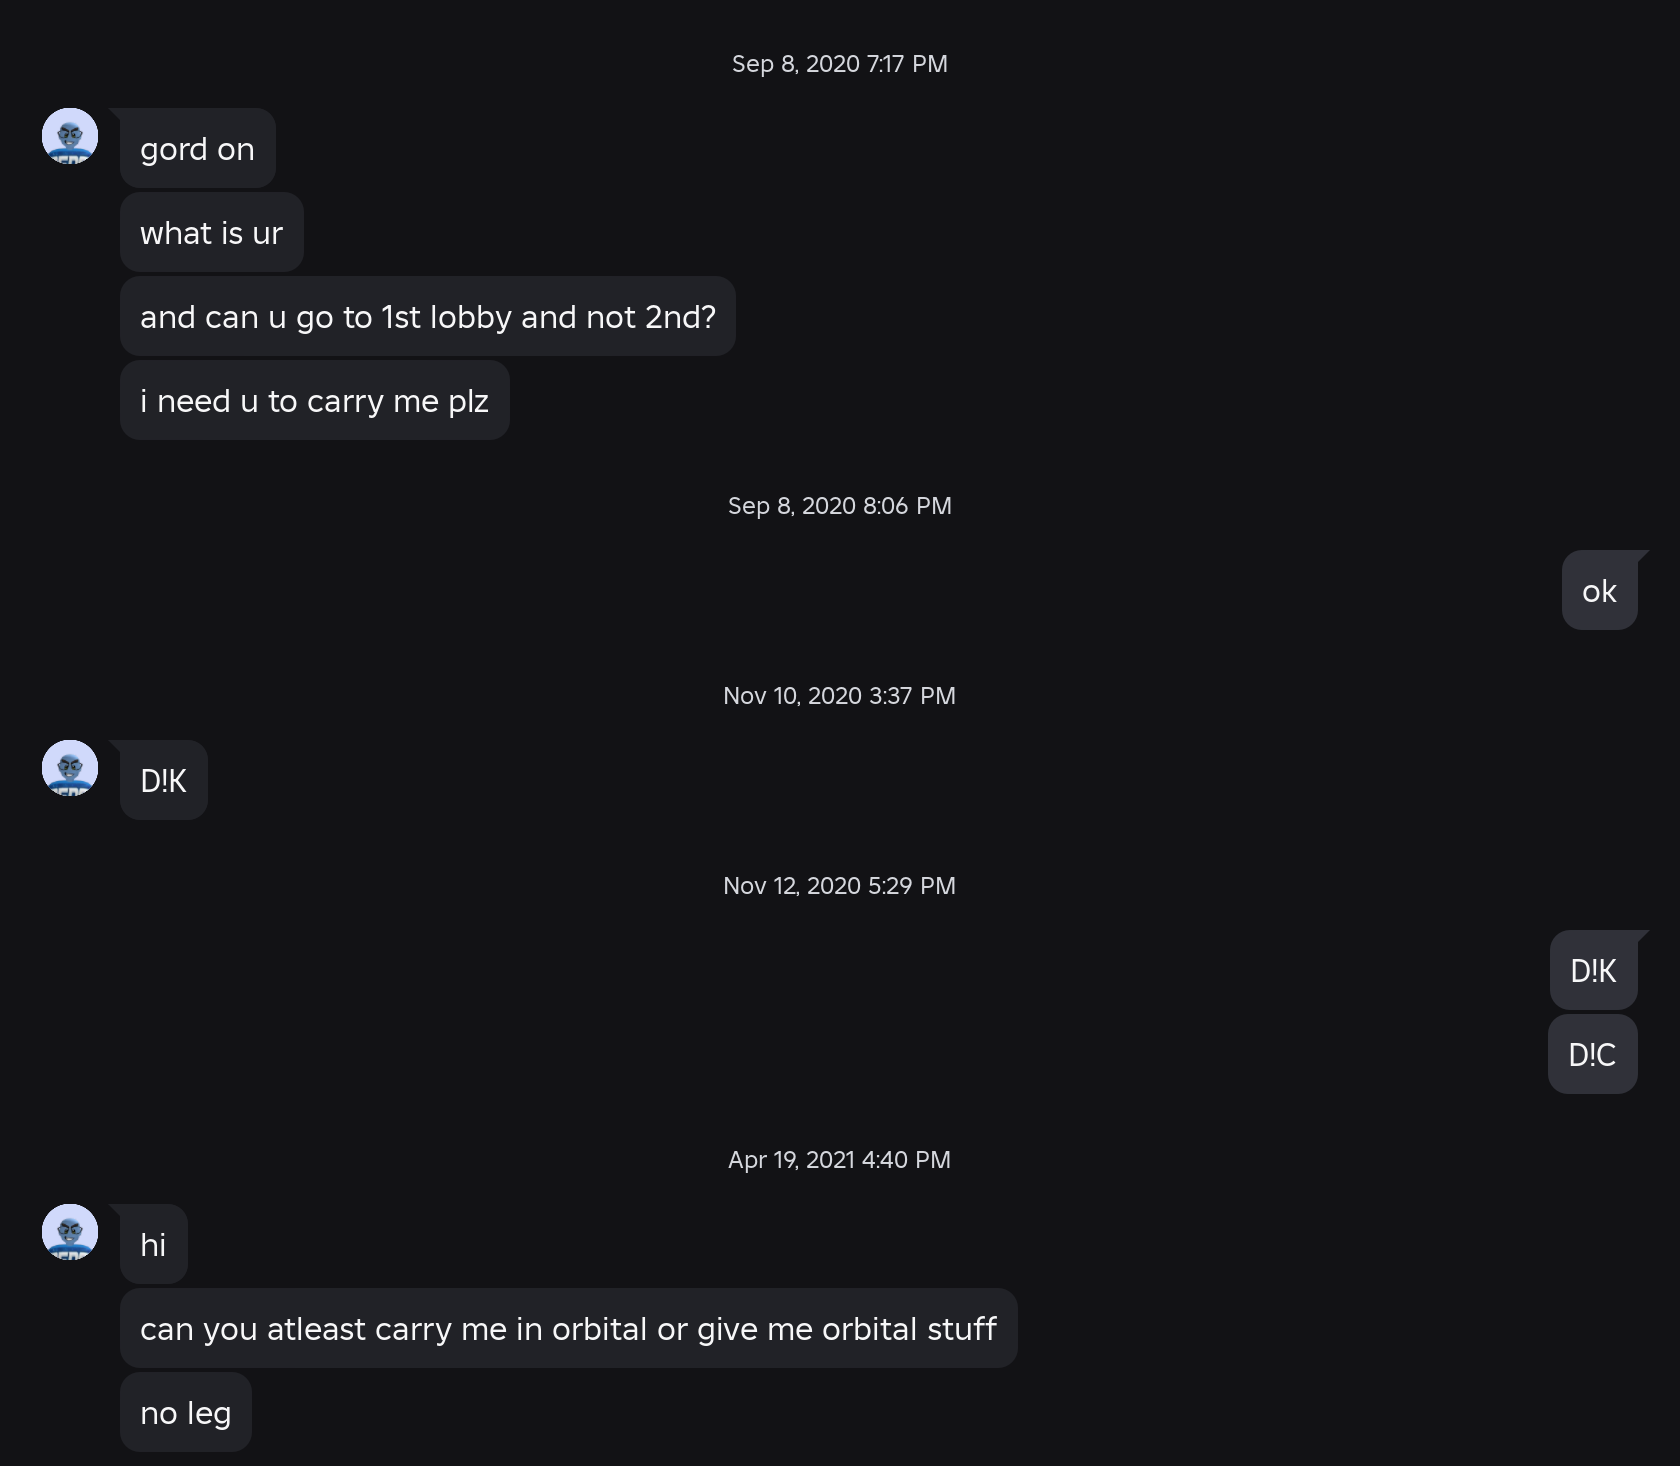 Sep 8, 2020 7:17 PM
gord on
what is ur
and can u go to 1st lobby and not 2nd?
i need u to carry me plz
Sep 8, 2020 8:06 PM
ok
Nov 10, 2020 3:37 PM
D!K
Nov 12, 2020 5:29 PM
D!K
D!C
Apr 19, 2021 4:40 PM
hi
can you atleast carry me in orbital or give me orbital stuff
no leg